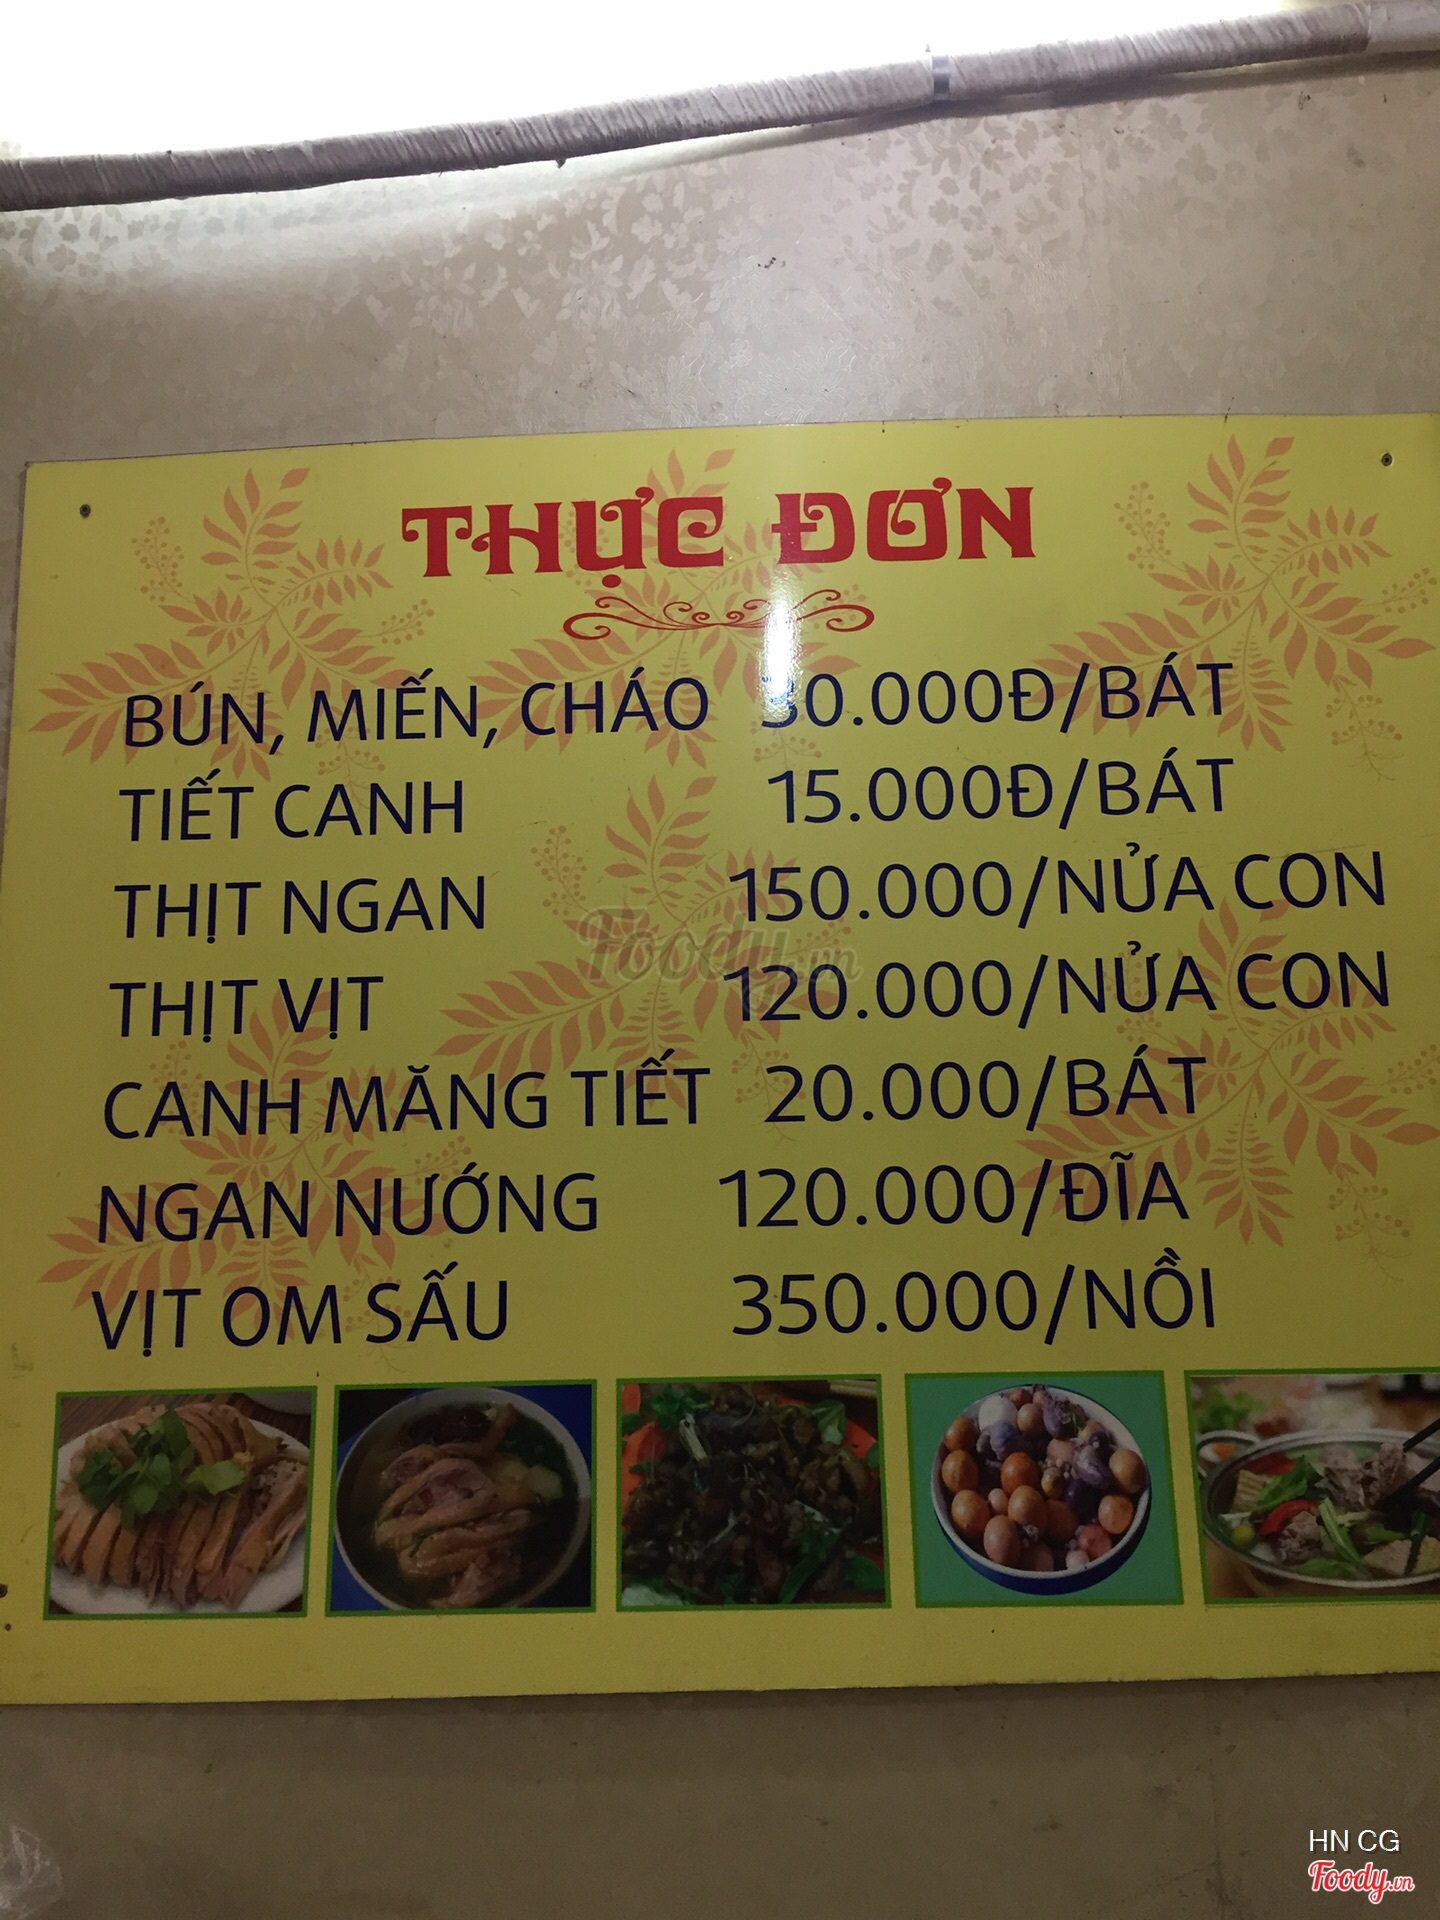 THỰC ĐƠN
BÚN, MIẾN, CHÁO 30.000Đ/BÁT
TIẾT CANH 15.000Đ/BÁT
THỊT NGAN 150.000/NỬA CON
THỊT VỊT 120.000/NỬA CON
CANH MĂNG TIẾT 20.000/BÁT
NGAN NƯỚNG 120.000/ĐĨA
VỊT OM SẤU 350.000/NỒI
Foody.vn
HN CG
Foody.vn